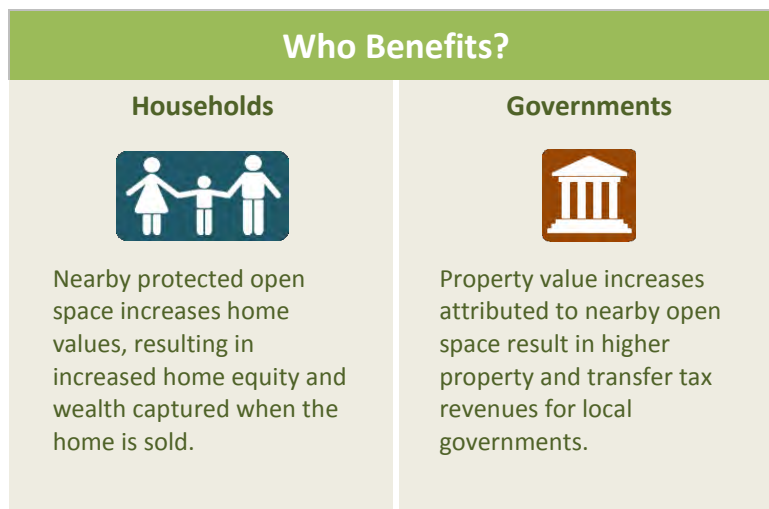 Who Benefits?
Households
Nearby protected open
space increases home
values, resulting in
increased home equity and
wealth captured when the
home is sold.
Governments
Property value increases
attributed to nearby open
space result in higher
property and transfer tax
revenues for local
governments.